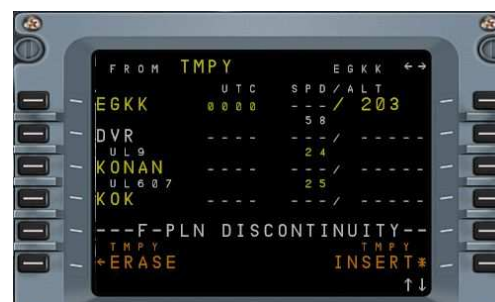 FROM TMPY EGKK ←→
UTC SPD/ALT
EGKK 0000 ---/ 203
58
DVR ---- ---/ -----
UL9 24
KONAN ---- ---/ -----
UL607 25
KOK ---- ---/ -----
---F-PLN DISCONTINUITY--
TMPY TMPY
←ERASE INSERT*
↑↓